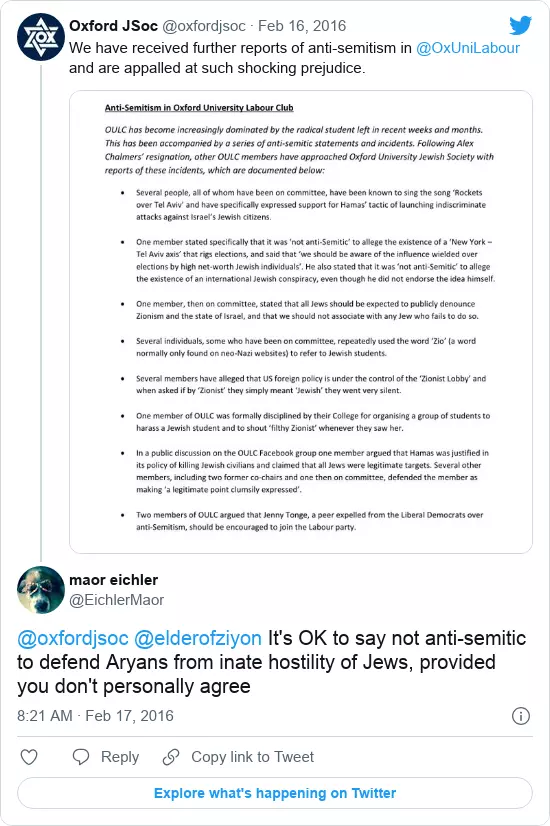 Oxford JSoc @oxfordjsoc · Feb 16, 2016
We have received further reports of anti-semitism in @OxUniLabour
and are appalled at such shocking prejudice.
Anti-Semitism in Oxford University Labour Club
OULC has become increasingly dominated by the radical student left in recent weeks and months.
This has been accompanied by a series of anti-semitic statements and incidents. Following Alex
Chalmers' resignation, other OULC members have approached Oxford University Jewish Society with
reports of these incidents, which are documented below:
• Several people, all of whom have been on committee, have been known to sing the song 'Rockets
over Tel Aviv' and have specifically expressed support for Hamas' tactic of launching indiscriminate
attacks against Israel's Jewish citizens.
• One member stated specifically that it was 'not anti-Semitic' to allege the existence of a 'New York –
Tel Aviv axis' that rigs elections, and said that 'we should be aware of the influence wielded over
elections by high net-worth Jewish individuals'. He also stated that it was 'not anti-Semitic' to allege
the existence of an international Jewish conspiracy, even though he did not endorse the idea himself.
• One member, then on committee, stated that all Jews should be expected to publicly denounce
Zionism and the state of Israel, and that we should not associate with any Jew who fails to do so.
• Several individuals, some who have been on committee, repeatedly used the word 'Zio' (a word
normally only found on neo-Nazi websites) to refer to Jewish students.
• Several members have alleged that US foreign policy is under the control of the 'Zionist Lobby' and
when asked if by 'Zionist' they simply meant 'Jewish' they went very silent.
• One member of OULC was formally disciplined by their College for organising a group of students to
harass a Jewish student and to shout 'filthy Zionist' whenever they saw her.
• In a public discussion on the OULC Facebook group one member argued that Hamas was justified in
its policy of killing Jewish civilians and claimed that all Jews were legitimate targets. Several other
members, including two former co-chairs and one then on committee, defended the member as
making 'a legitimate point clumsily expressed'.
• Two members of OULC argued that Jenny Tonge, a peer expelled from the Liberal Democrats over
anti-Semitism, should be encouraged to join the Labour party.
maor eichler
@EichlerMaor
@oxfordjsoc @elderofziyon It's OK to say not anti-semitic
to defend Aryans from inate hostility of Jews, provided
you don't personally agree
8:21 AM · Feb 17, 2016
Reply
Copy link to Tweet
Explore what's happening on Twitter